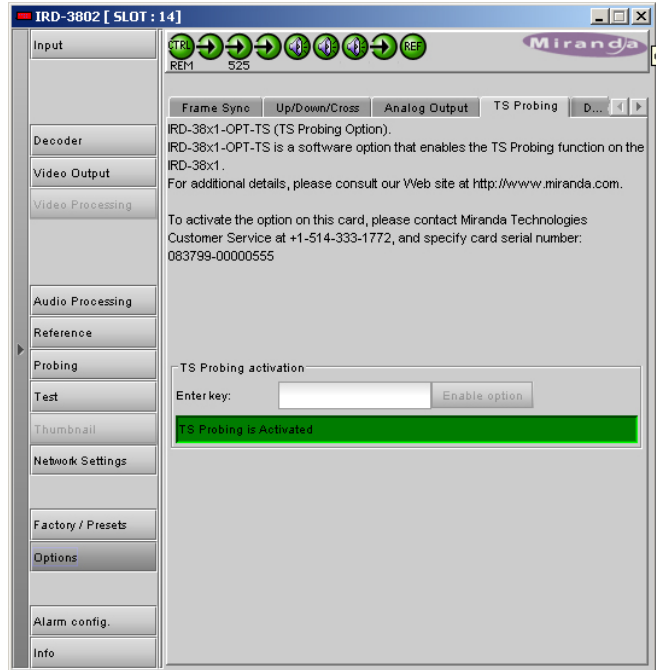 IRD-3802 [ SLOT : 14]
Input
CTRL
REF
REM
525
Miranda
Frame Sync
Up/Down/Cross
Analog Output
TS Probing
D...
IRD-38x1-OPT-TS (TS Probing Option).
IRD-38x1-OPT-TS is a software option that enables the TS Probing function on the
IRD-38x1.
For additional details, please consult our Web site at http://www.miranda.com.
To activate the option on this card, please contact Miranda Technologies
Customer Service at +1-514-333-1772, and specify card serial number:
083799-00000555
Decoder
Video Output
Video Processing
Audio Processing
Reference
Probing
Test
Thumbnail
Network Settings
Factory / Presets
Options
Alarm config.
Info
TS Probing activation
Enter key:
Enable option
TS Probing is Activated